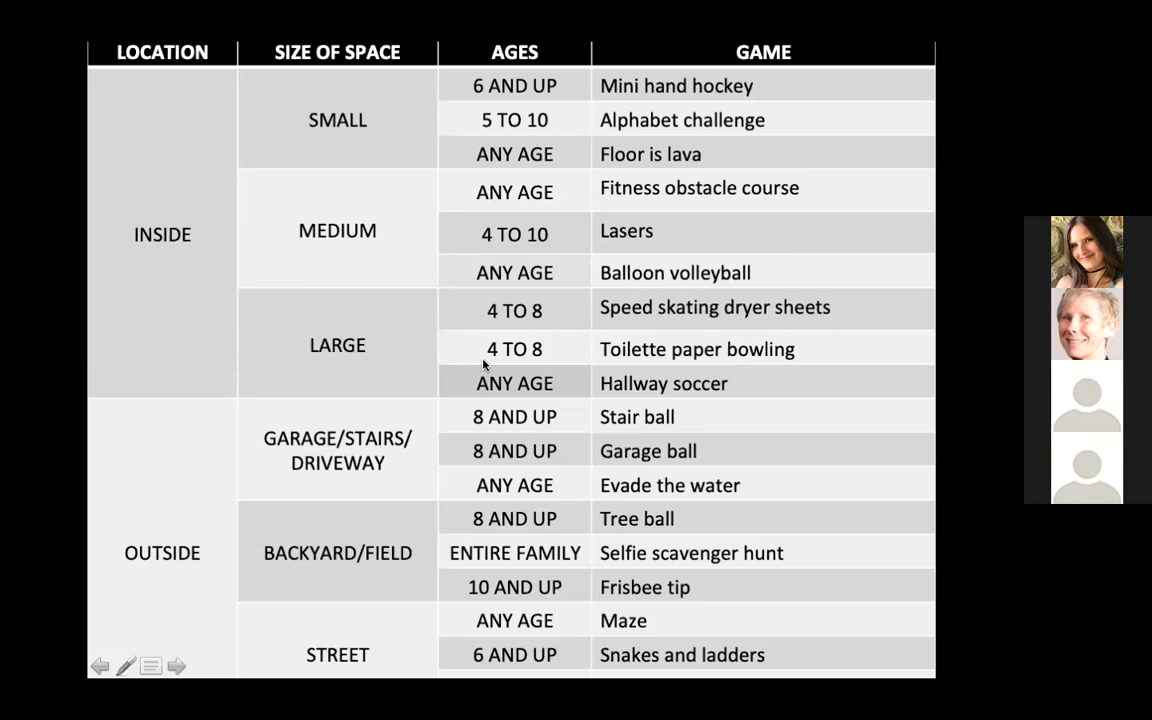 LOCATION SIZE OF SPACE AGES GAME
INSIDE
SMALL
6 AND UP Mini hand hockey
5 TO 10 Alphabet challenge
ANY AGE Floor is lava
MEDIUM
ANY AGE Fitness obstacle course
4 TO 10 Lasers
ANY AGE Balloon volleyball
LARGE
4 TO 8 Speed skating dryer sheets
4 TO 8 Toilette paper bowling
ANY AGE Hallway soccer
OUTSIDE
GARAGE/STAIRS/
DRIVEWAY
8 AND UP Stair ball
8 AND UP Garage ball
ANY AGE Evade the water
BACKYARD/FIELD
8 AND UP Tree ball
ENTIRE FAMILY Selfie scavenger hunt
10 AND UP Frisbee tip
STREET
ANY AGE Maze
6 AND UP Snakes and ladders